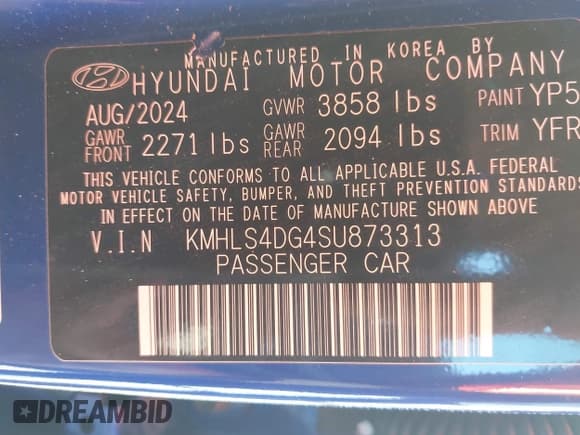 MANUFACTURED IN KOREA BY
HYUNDAI MOTOR COMPANY
AUG/2024 GVWR 3858 lbs PAINT YP5
GAWR FRONT 2271 lbs GAWR REAR 2094 lbs TRIM YFR
THIS VEHICLE CONFORMS TO ALL APPLICABLE U.S.A. FEDERAL
MOTOR VEHICLE SAFETY, BUMPER, AND THEFT PREVENTION STANDARDS
IN EFFECT ON THE DATE OF MANUFACTURE SHOWN ABOVE
V.I.N KMHLS4DG4SU873313
PASSENGER CAR
DREAMBID